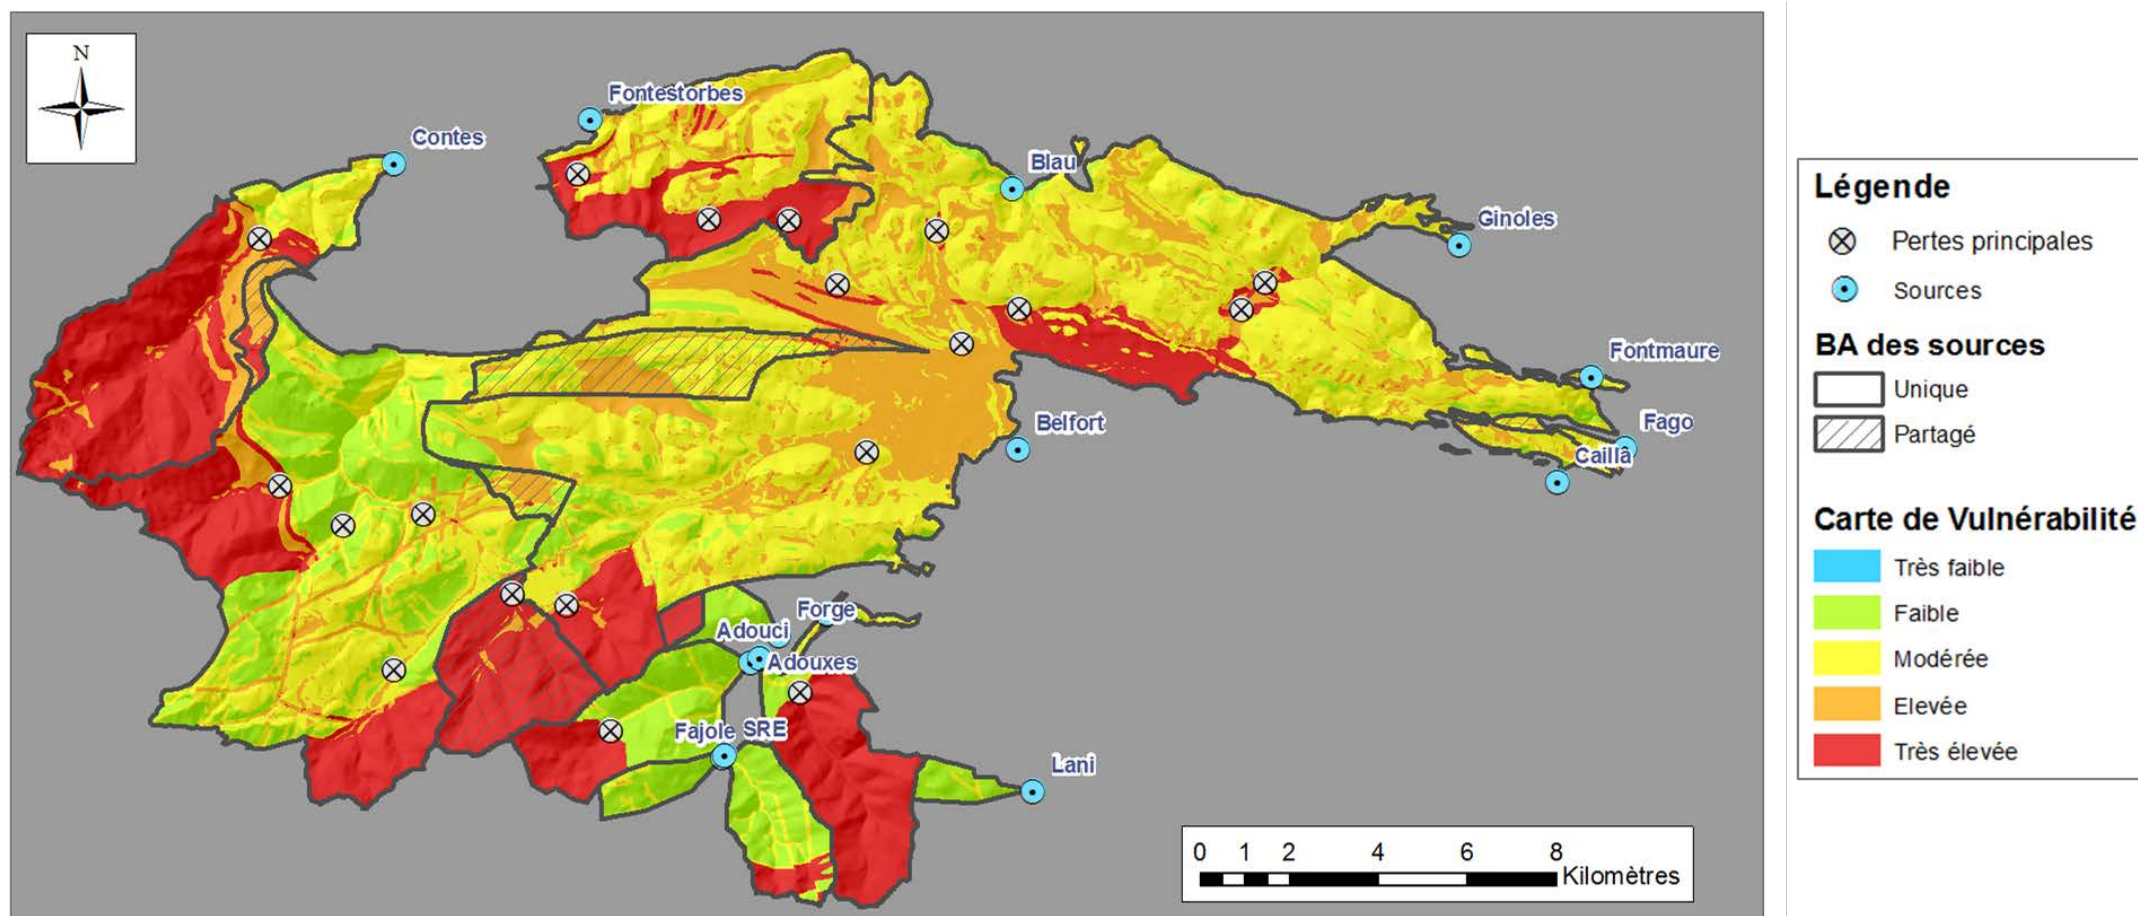 N
Fontestorbes
Contes
Blau
Ginoles
Fontmaure
Fago
Belfort
Caillâ
Forge
Adouci
Adouxes
Fajole SRE
Lani
0 1 2 4 6 8
Kilomètres
Légende
Pertes principales
Sources
BA des sources
Unique
Partagé
Carte de Vulnérabilité
Très faible
Faible
Modérée
Elevée
Très élevée